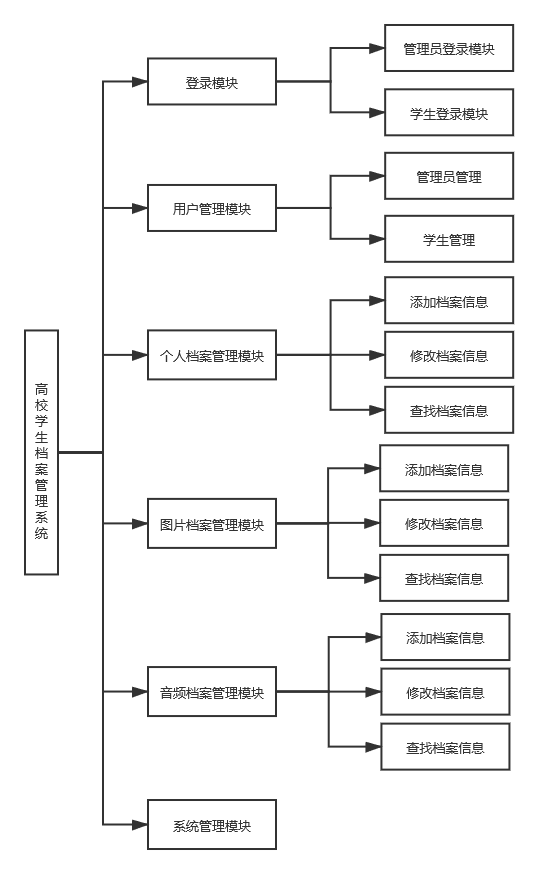 高校学生档案管理系统
登录模块
管理员登录模块
学生登录模块
用户管理模块
管理员管理
学生管理
个人档案管理模块
添加档案信息
修改档案信息
查找档案信息
图片档案管理模块
添加档案信息
修改档案信息
查找档案信息
音频档案管理模块
添加档案信息
修改档案信息
查找档案信息
系统管理模块